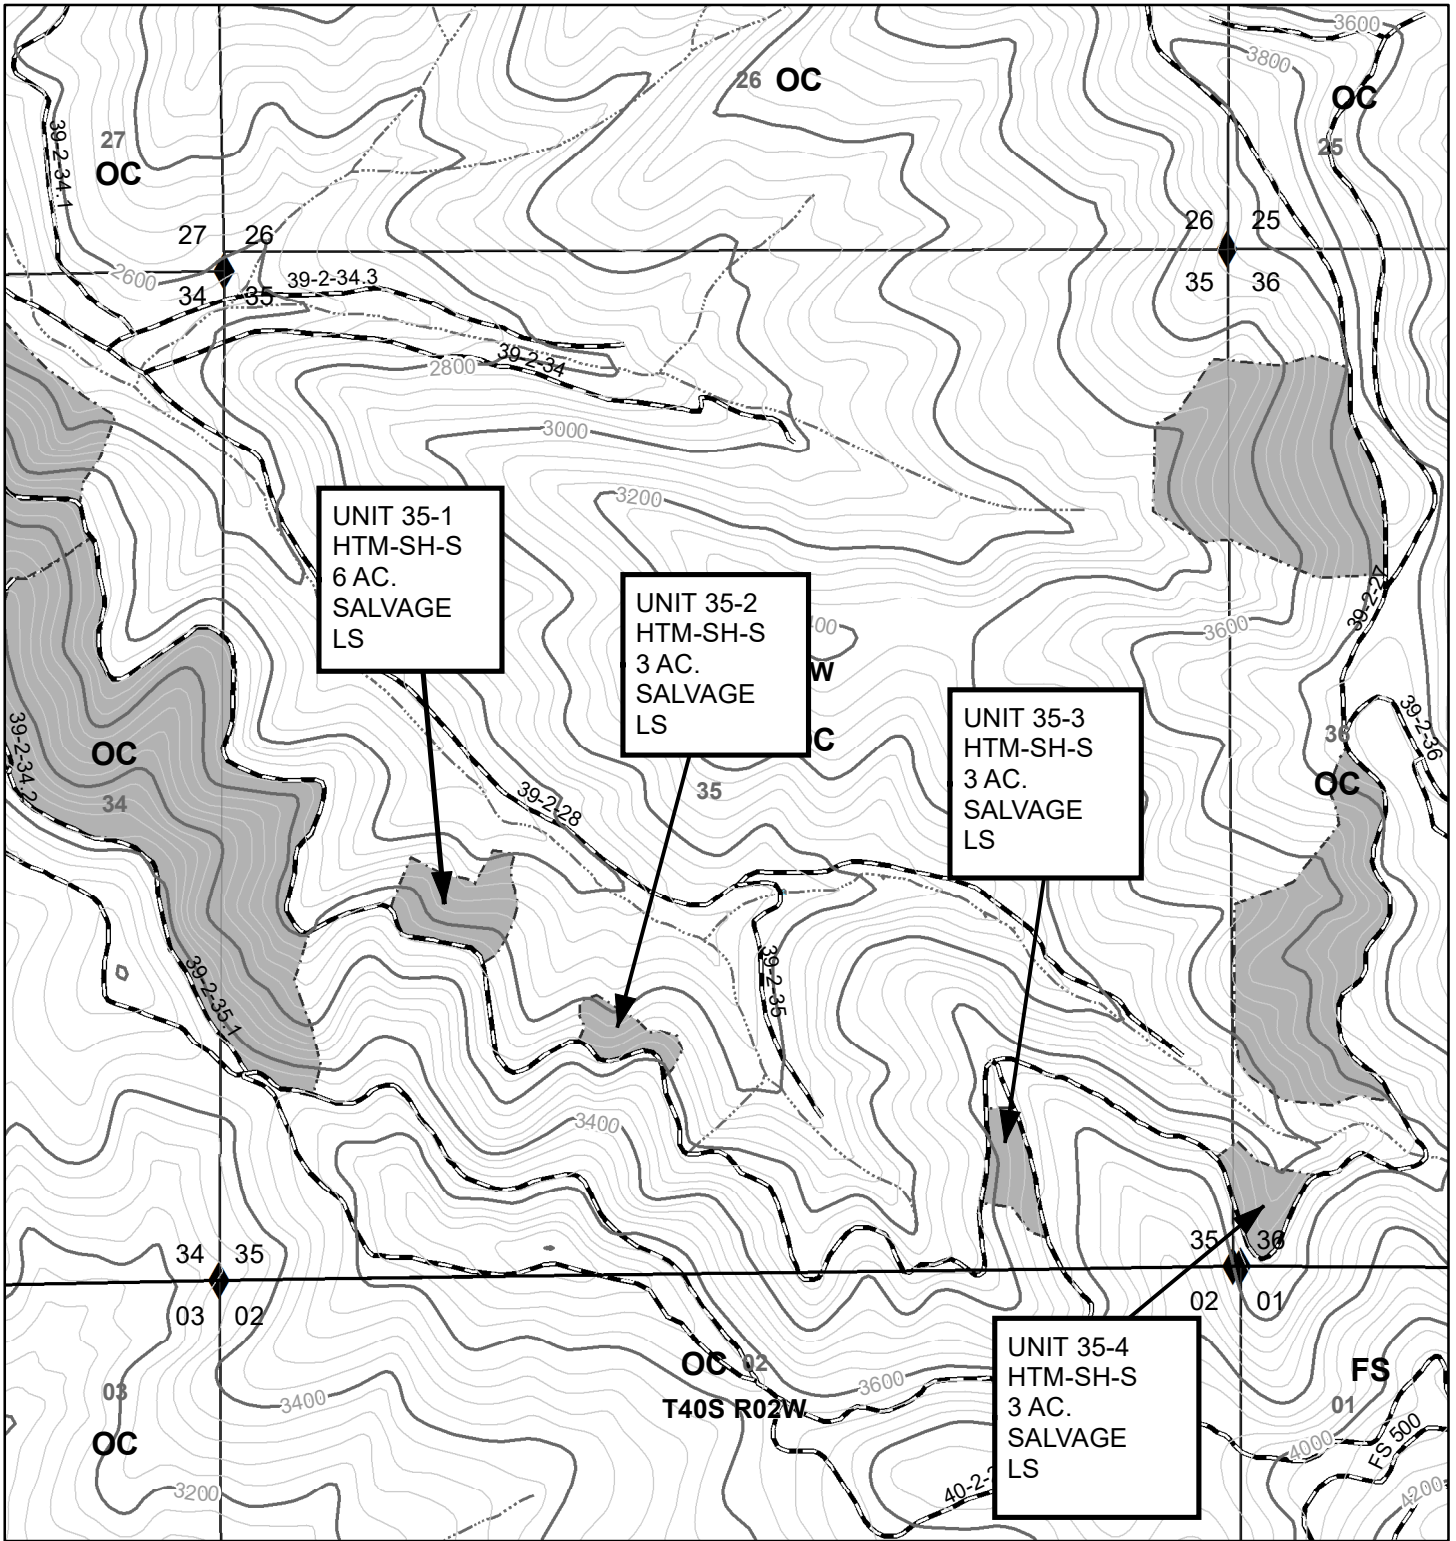 3600
26 OC
3800
OC
27
OC
25
39-2-34.1
27 26
26 25
2600
34 35
39-2-34.3
35 36
39-2-34
2800
3000
3200
UNIT 35-1
HTM-SH-S
6 AC.
SALVAGE
LS
UNIT 35-2
HTM-SH-S
3 AC.
SALVAGE
LS
39-2-27
3600
W
OC
UNIT 35-3
HTM-SH-S
3 AC.
SALVAGE
LS
39-2-36
36
OC
39-2-34.2
OC
34
35
39-2-28
39-2-35.1
39-2-35
3400
34 35
03 02
35 36
02 01
UNIT 35-4
HTM-SH-S
3 AC.
SALVAGE
LS
OC 02
T40S R02W
3600
FS
01
03
OC
3400
4000
FS 500
3200
40-2-
4200